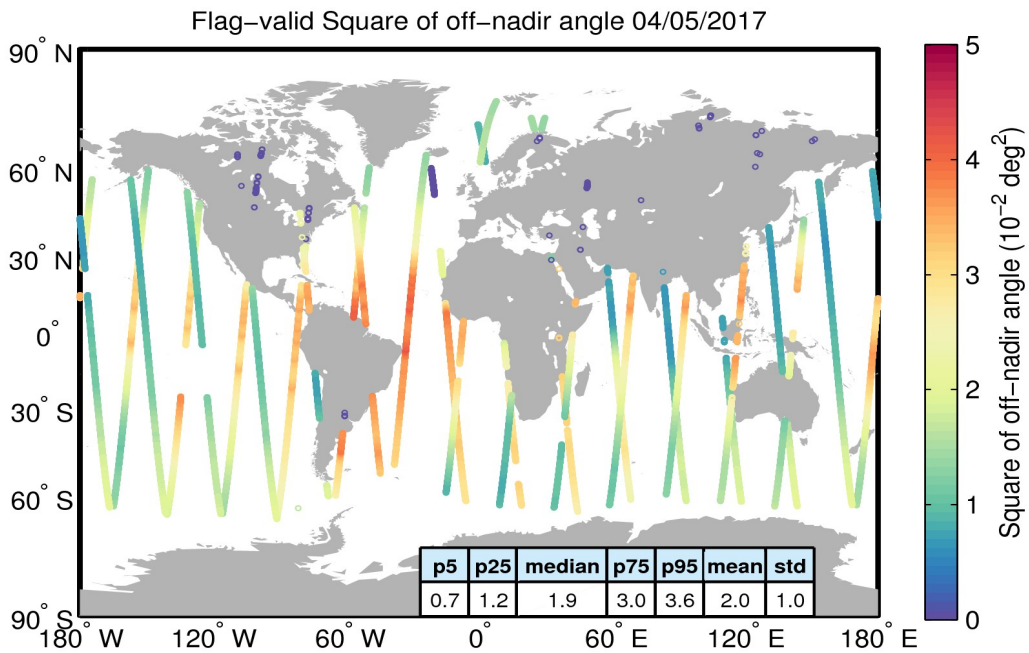 Flag-valid Square of off-nadir angle 04/05/2017
90° N
60° N
30° N
0°
30° S
60° S
90° S
180° W
120° W
60° W
0°
60° E
120° E
180° E
p5 p25 median p75 p95 mean std
0.7 1.2 1.9 3.0 3.6 2.0 1.0
5
4
3
2
1
0
Square of off-nadir angle (10⁻² deg²)